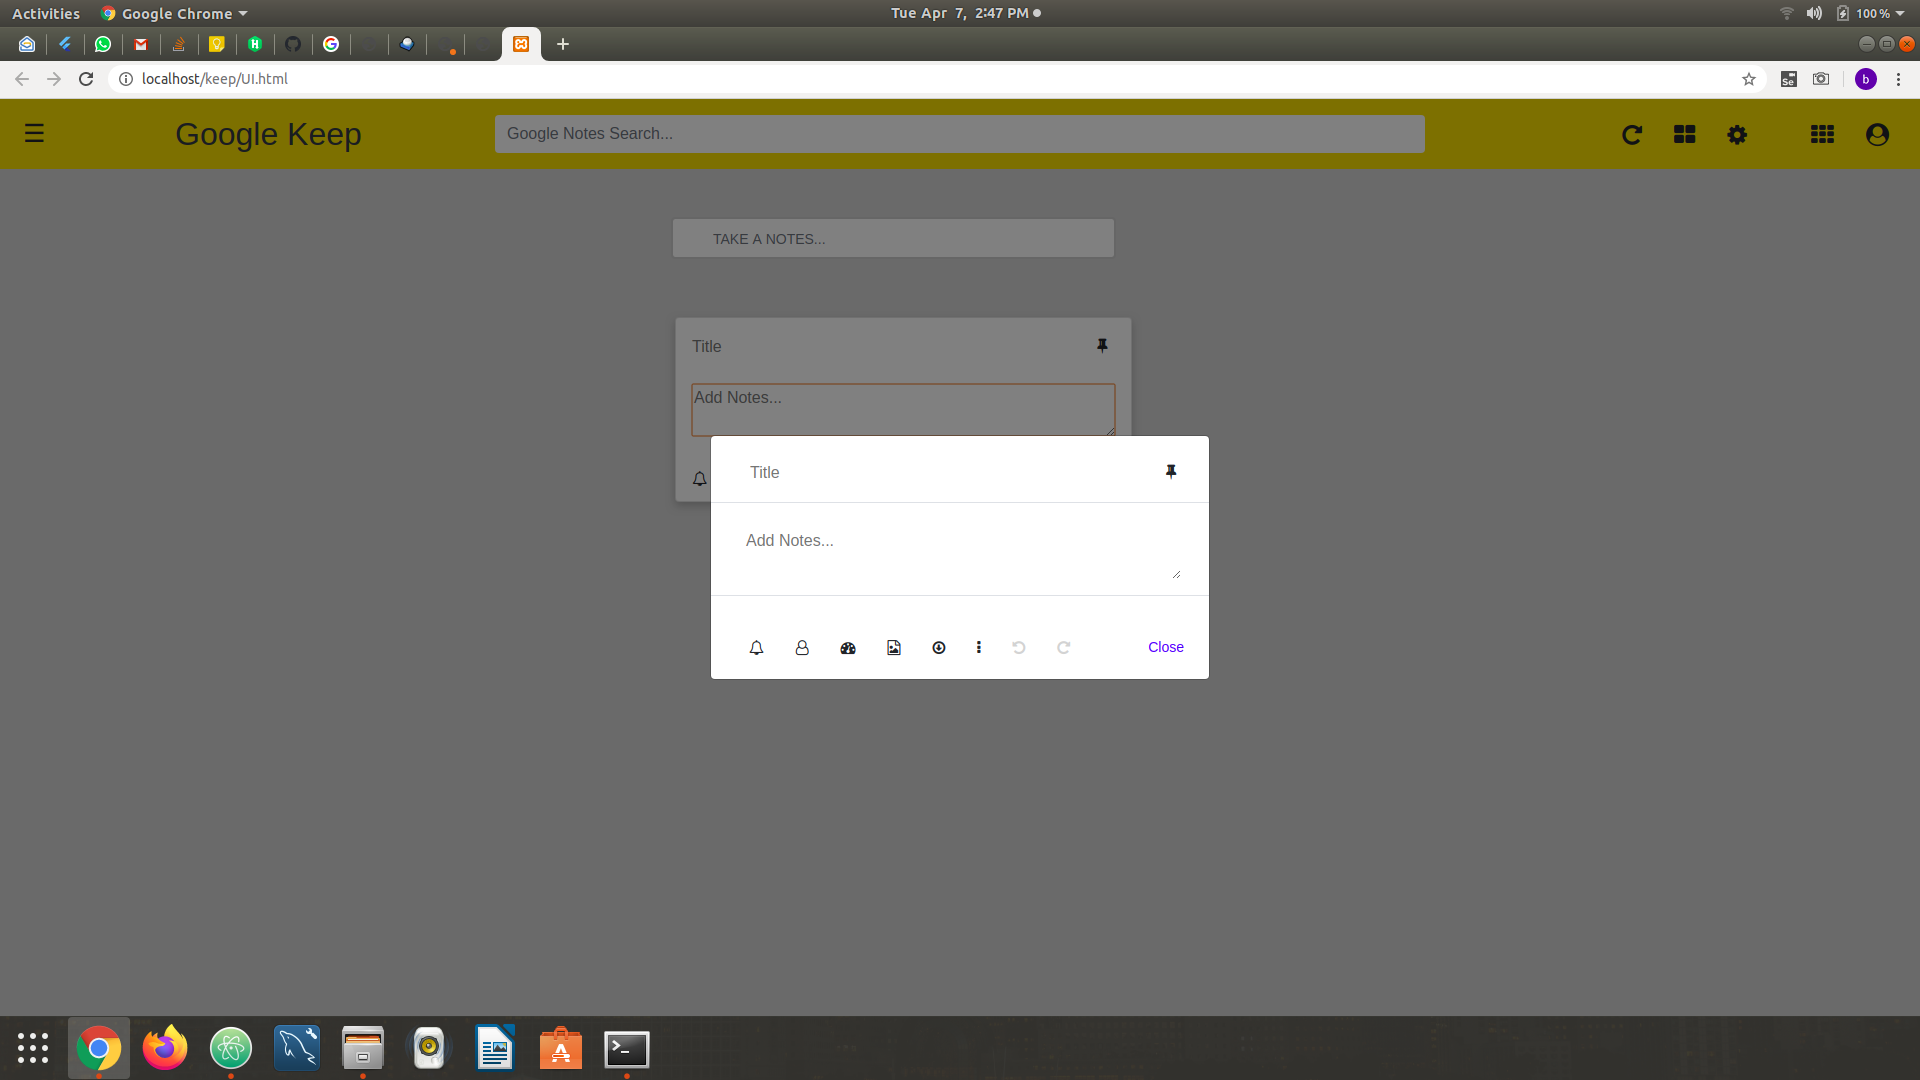 Activities Google Chrome Tue Apr 7, 2:47 PM 100 %
localhost/keep/UI.html Se b
Google Keep Google Notes Search...
TAKE A NOTES...
Title
Add Notes...
Title
Add Notes...
Close